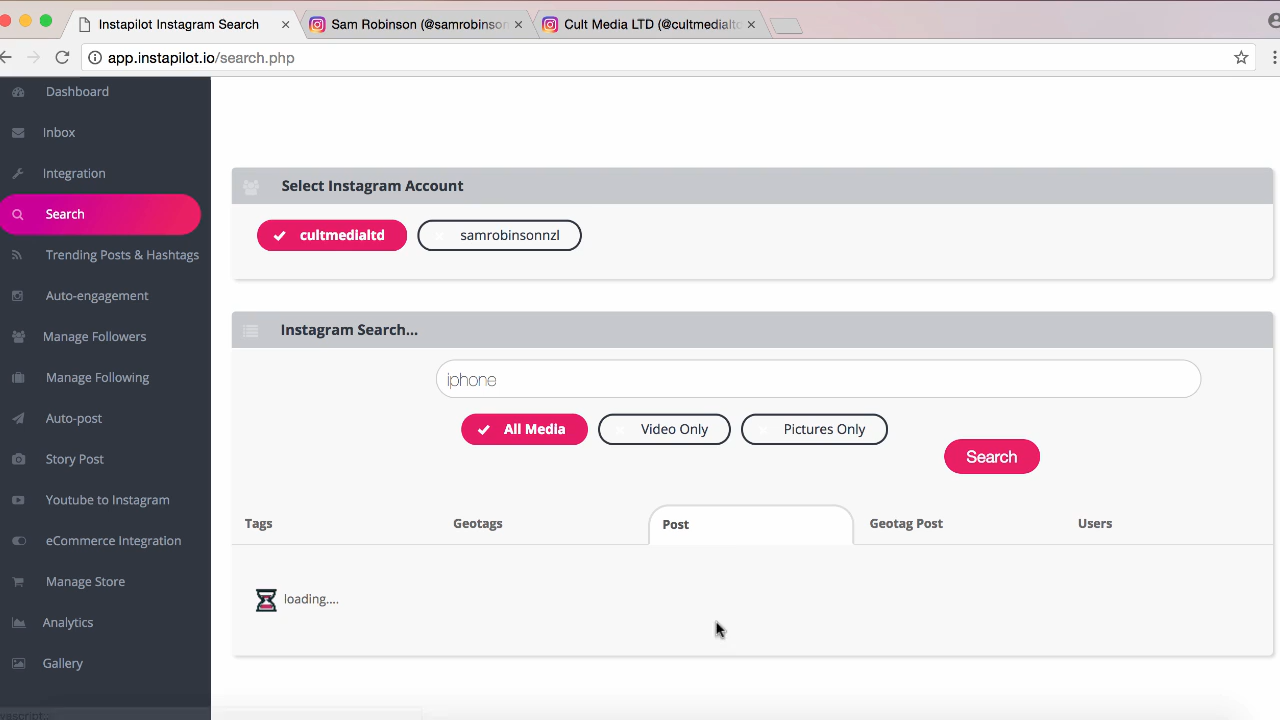 Instapilot Instagram Search
Sam Robinson (@samrobinson
Cult Media LTD (@cultmedialtd
app.instapilot.io/search.php
Dashboard
Inbox
Integration
Search
Trending Posts & Hashtags
Auto-engagement
Manage Followers
Manage Following
Auto-post
Story Post
Youtube to Instagram
eCommerce Integration
Manage Store
Analytics
Gallery
Select Instagram Account
cultmedialtd
samrobinsonnzl
Instagram Search...
iphone
All Media
Video Only
Pictures Only
Search
Tags
Geotags
Post
Geotag Post
Users
loading....